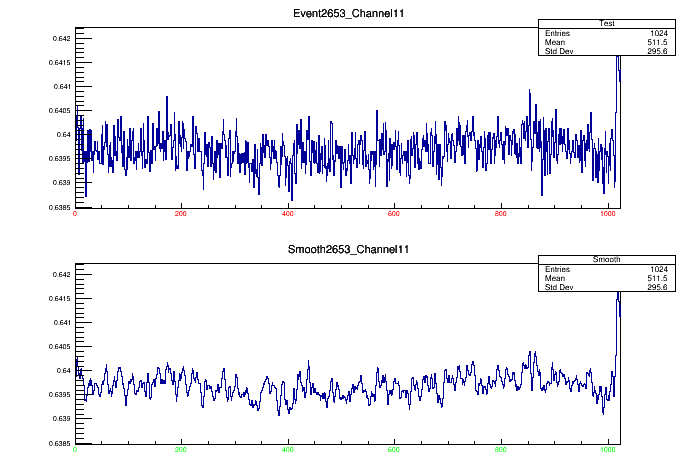 Event2653_Channel11
Test
Entries 1024
Mean 511.5
Std Dev 295.6
0.642
0.6415
0.641
0.6405
0.64
0.6395
0.639
0.6385
0 200 400 600 800 1000
Smooth2653_Channel11
Smooth
Entries 1024
Mean 511.5
Std Dev 295.6
0.642
0.6415
0.641
0.6405
0.64
0.6395
0.639
0.6385
0 200 400 600 800 1000